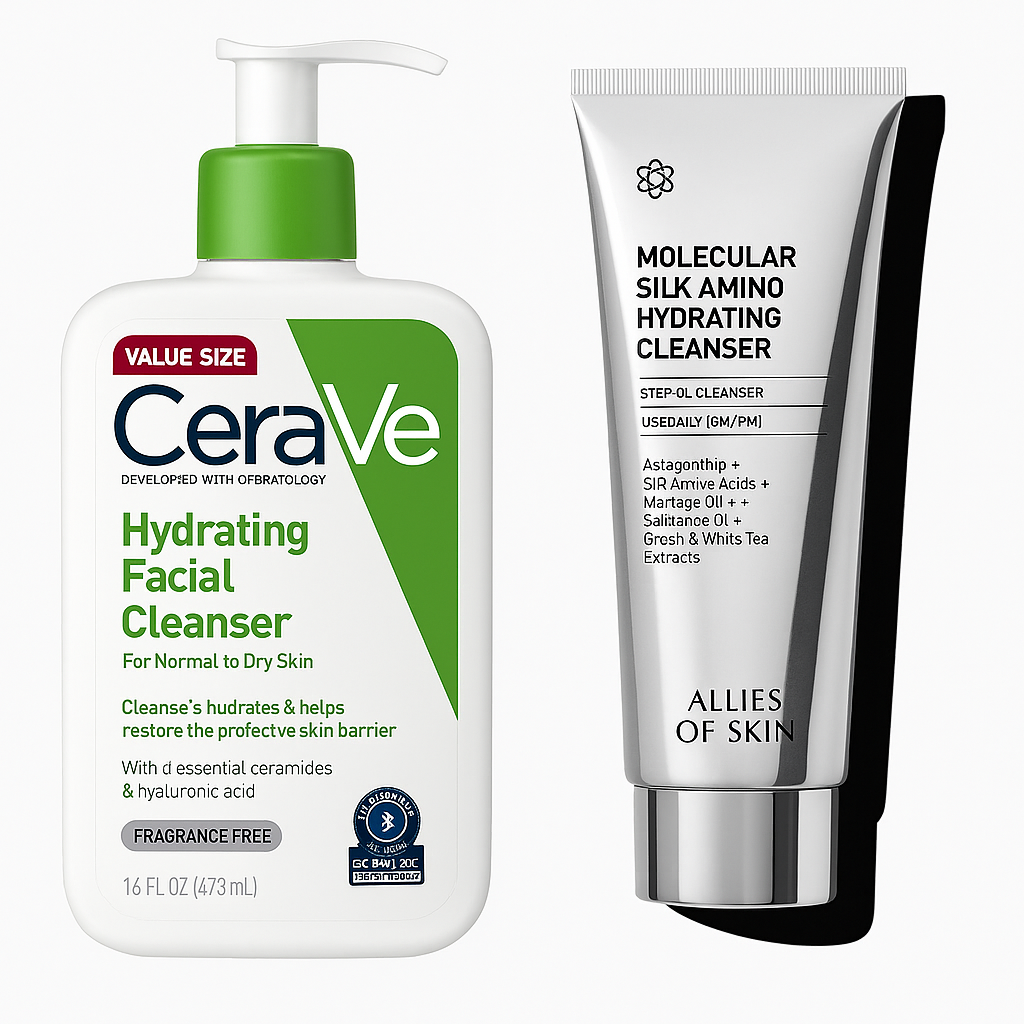 VALUE SIZE
CeraVe
DEVELOPED WITH OFBRATOLOGY
Hydrating
Facial
Cleanser
For Normal to Dry Skin
Cleanse's hudrates & helps
restore the profectve skin barrier
With d essential ceramides
& hyaluronic acid
FRAGRANCE FREE
16 FL OZ (473 mL)
MOLECULAR
SILK AMINO
HYDRATING
CLEANSER
STEP-OL CLEANSER
USEDAILY [GM/PM]
Astagonthip +
SIR Amive Acids +
Martage Oll + +
Salittance Ol +
Gresh & Whits Tea
Extracts
ALLIES
OF SKIN